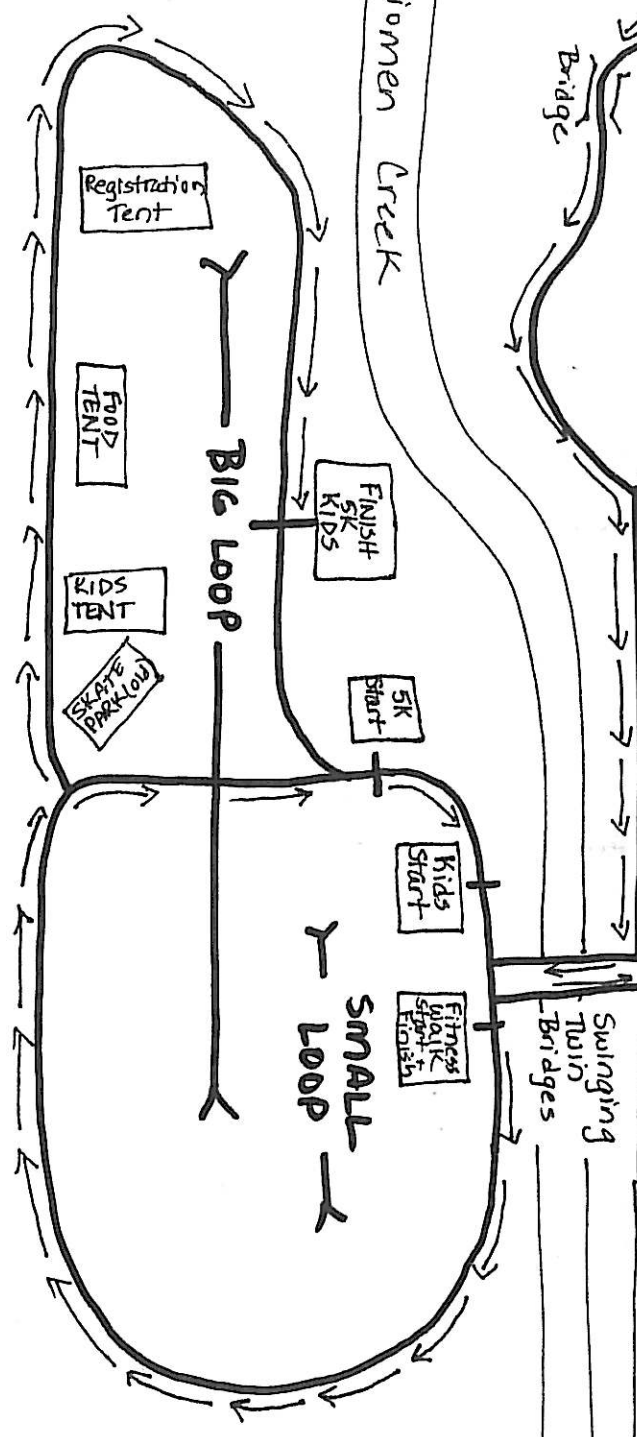 Bridge
iomen Creek
Registration
Tent
FOOD
TENT
KIDS
TENT
SKATE
PARK (old)
BIG LOOP
FINISH
5K
KIDS
5K
Start
Kids
Start
Fitness
Walk
Start +
Finish
SMALL
LOOP
Swinging
Twin
Bridges